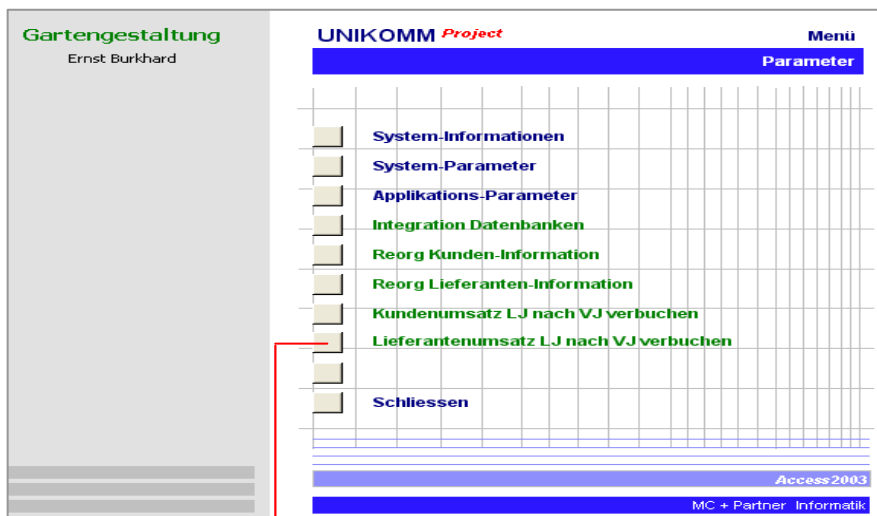 Gartengestaltung
Ernst Burkhard
UNIKOMM Project
Menü
Parameter
System-Informationen
System-Parameter
Applikations-Parameter
Integration Datenbanken
Reorg Kunden-Information
Reorg Lieferanten-Information
Kundenumsatz LJ nach VJ verbuchen
Lieferantenumsatz LJ nach VJ verbuchen
Schliessen
Access2003
MC + Partner Informatik